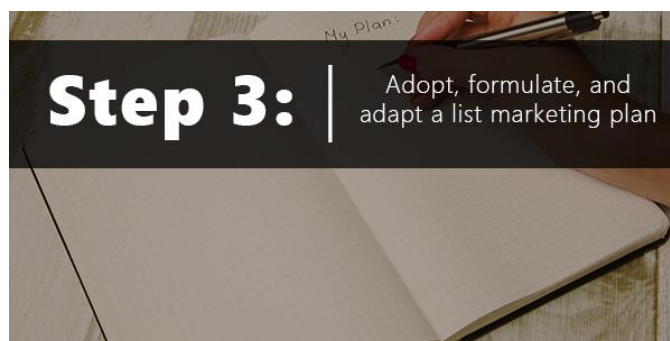 My Plan:
Step 3:
Adopt, formulate, and
adapt a list marketing plan